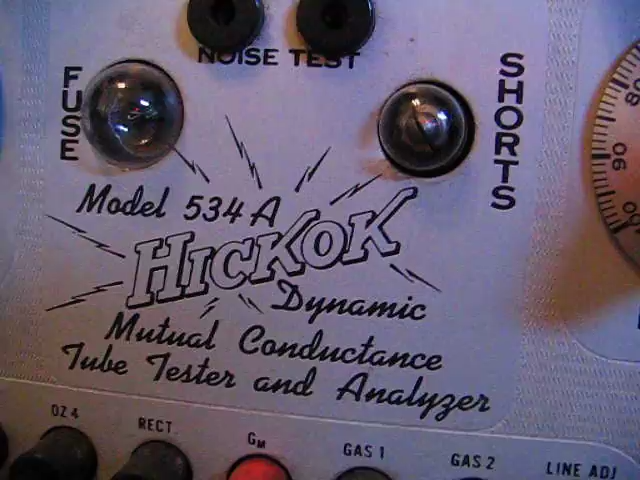 NOISE TEST
FUSE
SHORTS
Model 534A
HICKOK
Dynamic
Mutual Conductance
Tube Tester and Analyzer
OZ4
RECT.
GM
GAS 1
GAS 2
LINE ADJ
90